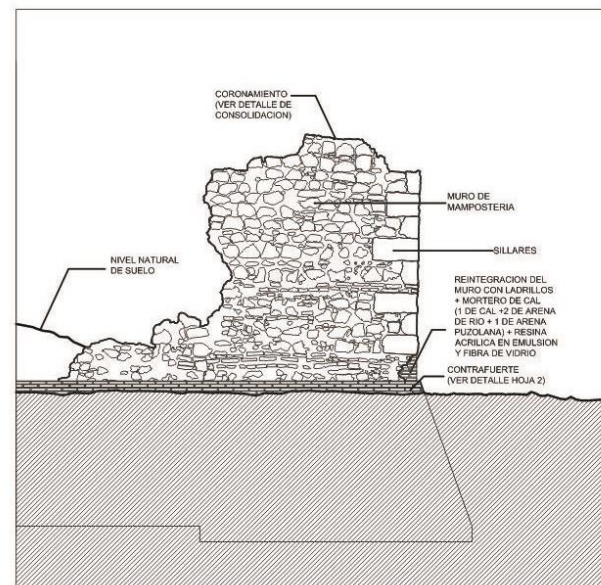 CORONAMIENTO
(VER DETALLE DE
CONSOLIDACION)
MURO DE
MAMPOSTERIA
SILLARES
NIVEL NATURAL
DE SUELO
REINTEGRACION DEL
MURO CON LADRILLOS
+ MORTERO DE CAL
(1 DE CAL +2 DE ARENA
DE RIO + 1 DE ARENA
PUZOLANA) + RESINA
ACRILICA EN EMULSION
Y FIBRA DE VIDRIO
CONTRAFUERTE
(VER DETALLE HOJA 2)